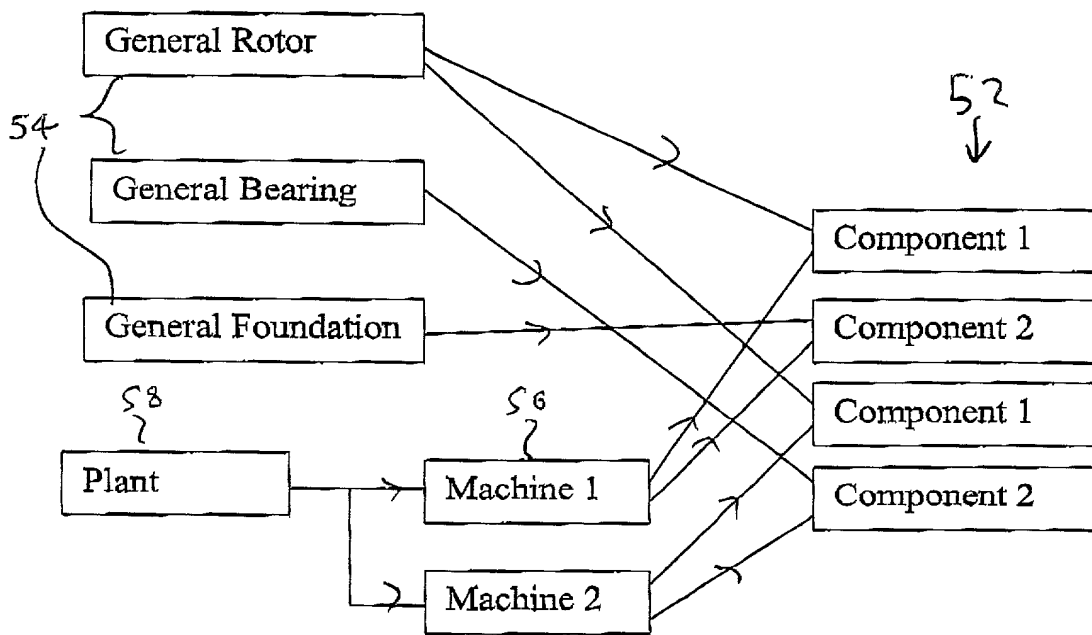 General Rotor
52
54
General Bearing
Component 1
General Foundation
Component 2
58
56
Component 1
Plant
Machine 1
Component 2
Machine 2